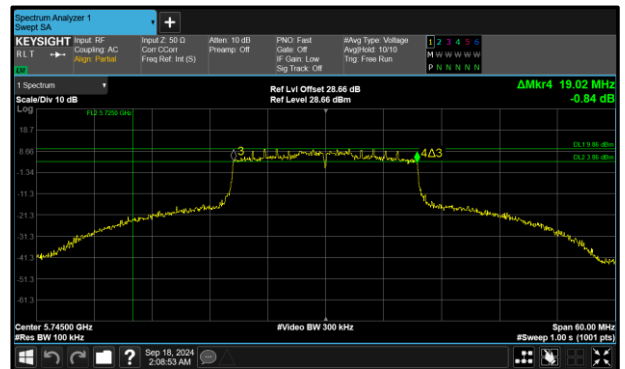 Spectrum Analyzer 1
Swept SA
+
KEYSIGHT
RLT
LNI
Input: RF
Coupling: AC
Align: Partial
Input Z: 50 Ω
Corr CCorr
Freq Ref: Int (S)
Atten: 10 dB
Preamp: Off
PNO: Fast
Gate: Off
IF Gain: Low
Sig Track: Off
#Avg Type: Voltage
Avg|Hold: 10/10
Trig: Free Run
1 2 3 4 5 6
M W W W W W
P N N N N N
1 Spectrum
Scale/Div 10 dB
Ref Lvl Offset 28.66 dB
Ref Level 28.66 dBm
ΔMkr4 19.02 MHz
-0.84 dB
Log
FL2 5.7250 GHz
18.7
8.66
-1.34
-11.3
-21.3
-31.3
-41.3
-51.3
-61.3
3
4Δ3
DL1 9.86 dBm
DL2 3.86 dBm
Center 5.74500 GHz
#Res BW 100 kHz
#Video BW 300 kHz
Span 60.00 MHz
#Sweep 1.00 s (1001 pts)
?
Sep 18, 2024
2:08:53 AM